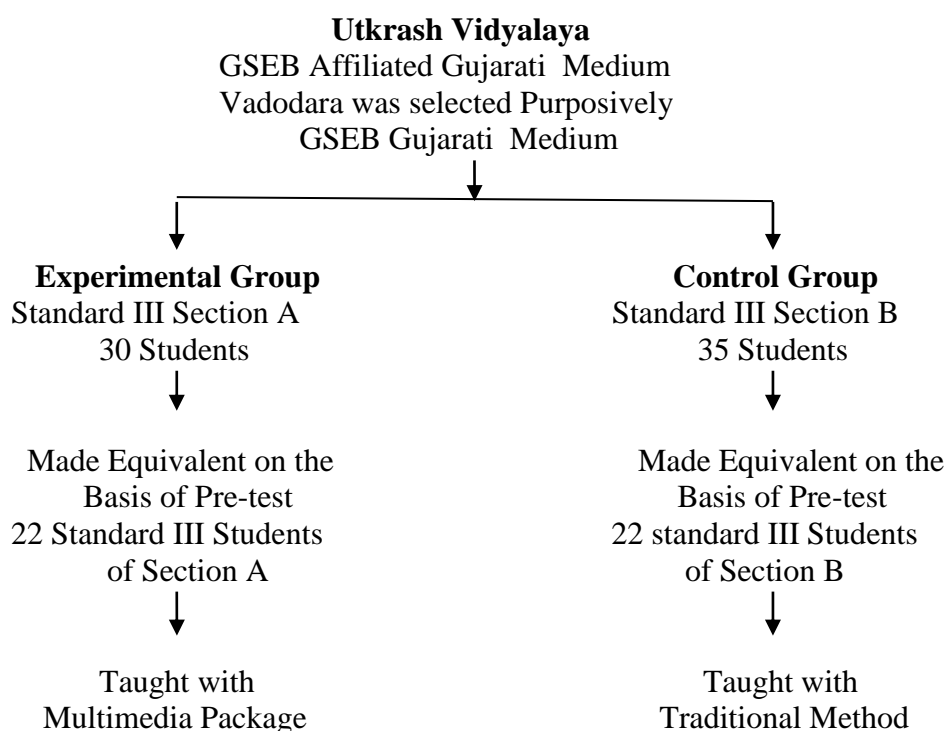 Utkrash Vidyalaya
GSEB Affiliated Gujarati Medium
Vadodara was selected Purposively
GSEB Gujarati Medium
Experimental Group
Standard III Section A
30 Students
Control Group
Standard III Section B
35 Students
Made Equivalent on the
Basis of Pre-test
22 Standard III Students
of Section A
Made Equivalent on the
Basis of Pre-test
22 standard III Students
of Section B
Taught with
Multimedia Package
Taught with
Traditional Method